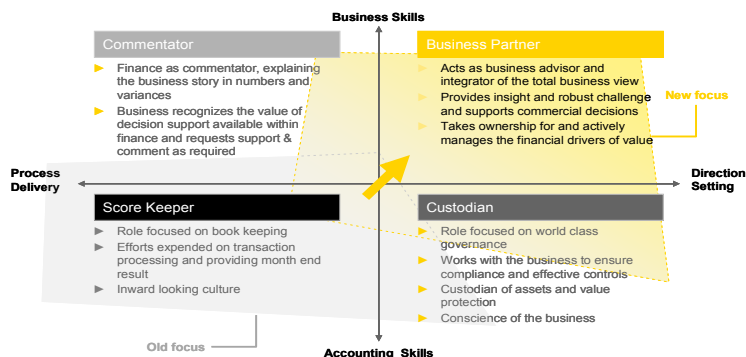 Business Skills
Commentator
Finance as commentator, explaining
the business story in numbers and
variances
Business recognizes the value of
decision support available within
finance and requests support &
comment as required
Business Partner
Acts as business advisor and
integrator of the total business view
Provides insight and robust challenge
and supports commercial decisions
Takes ownership for and actively
manages the financial drivers of value
New focus
Process
Delivery
Direction
Setting
Score Keeper
Role focused on book keeping
Efforts expended on transaction
processing and providing month end
result
Inward looking culture
Custodian
Role focused on world class
governance
Works with the business to ensure
compliance and effective controls
Custodian of assets and value
protection
Conscience of the business
Old focus
Accounting Skills